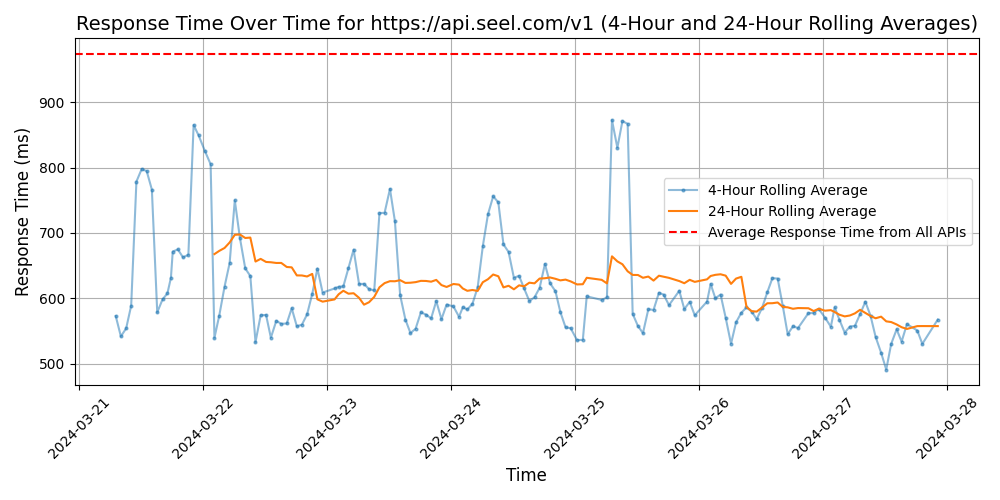 Response Time Over Time for https://api.seel.com/v1 (4-Hour and 24-Hour Rolling Averages)
Response Time (ms)
900
800
700
600
500
4-Hour Rolling Average
24-Hour Rolling Average
Average Response Time from All APIs
2024-03-21
2024-03-22
2024-03-23
2024-03-24
2024-03-25
2024-03-26
2024-03-27
2024-03-28
Time